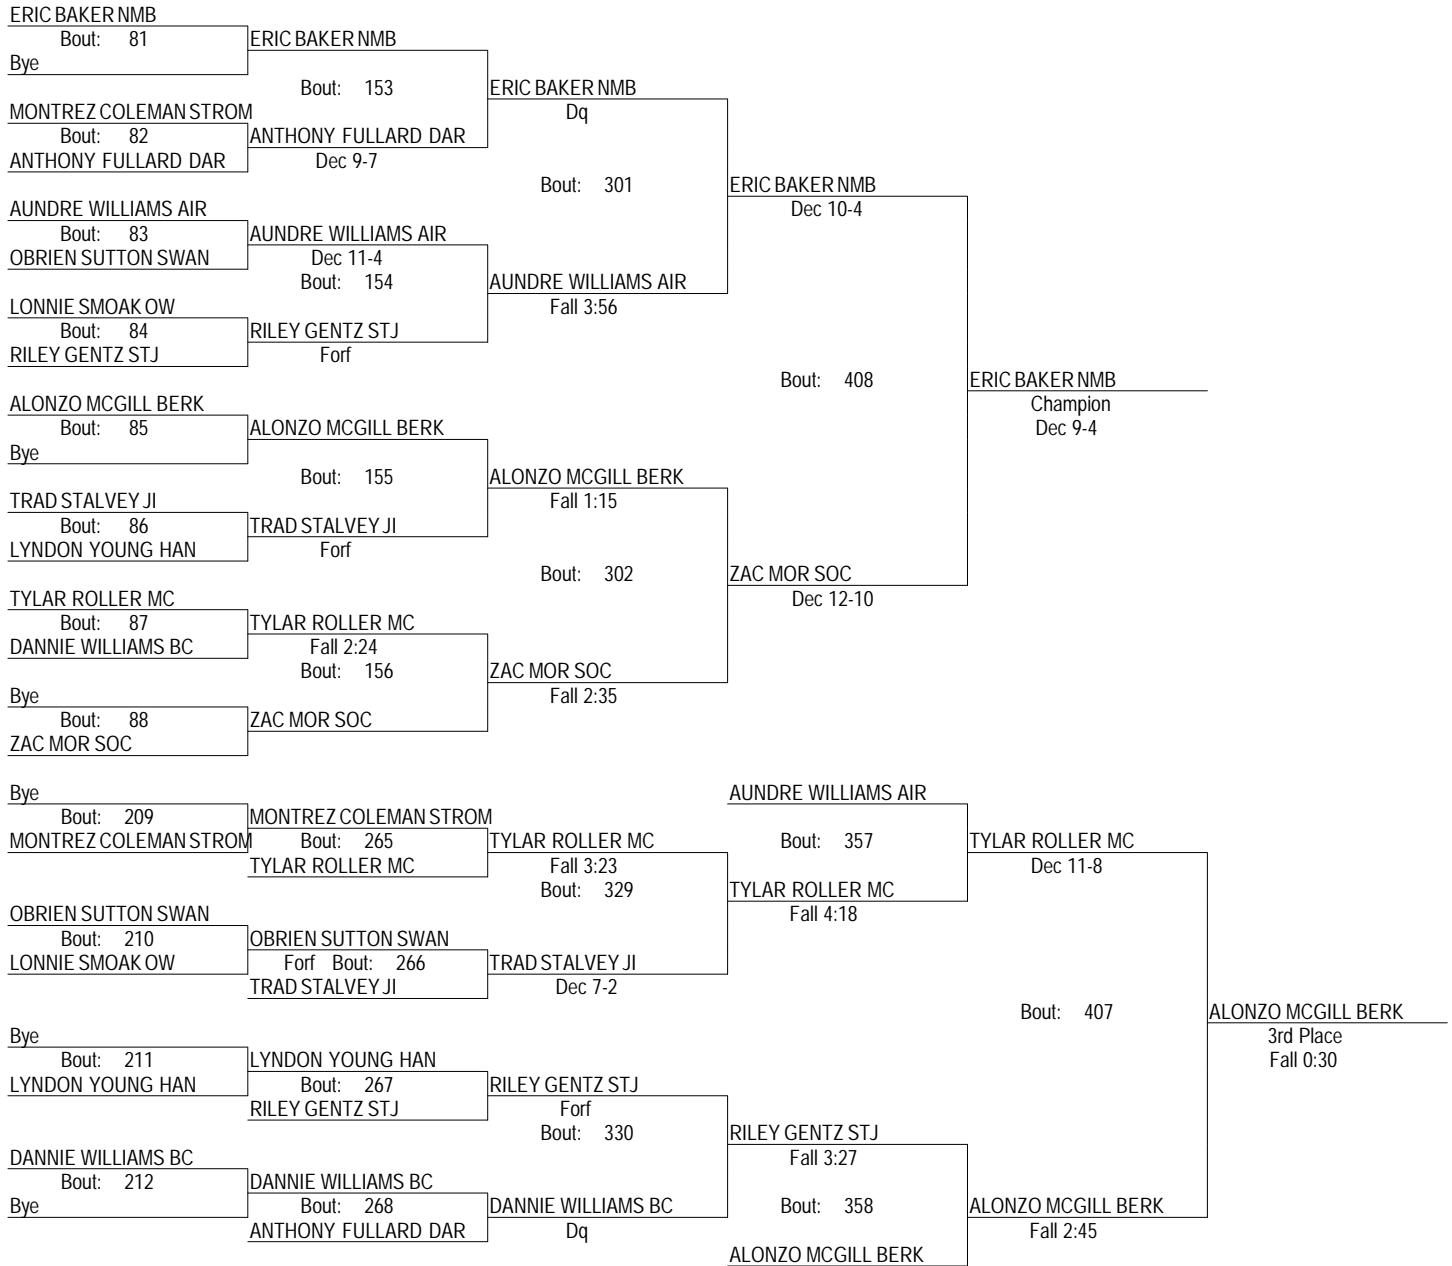 ERIC BAKER NMB
Bout: 81
ERIC BAKER NMB
Bye
Bout: 153
ERIC BAKER NMB
MONTREZ COLEMAN STROM
Dq
Bout: 82
ANTHONY FULLARD DAR
ANTHONY FULLARD DAR
Dec 9-7
Bout: 301
ERIC BAKER NMB
AUNDRE WILLIAMS AIR
Dec 10-4
Bout: 83
AUNDRE WILLIAMS AIR
OBRIEN SUTTON SWAN
Dec 11-4
Bout: 154
AUNDRE WILLIAMS AIR
LONNIE SMOAK OW
Fall 3:56
Bout: 84
RILEY GENTZ STJ
RILEY GENTZ STJ
Forf
Bout: 408
ERIC BAKER NMB
ALONZO MCGILL BERK
Champion
Bout: 85
ALONZO MCGILL BERK
Dec 9-4
Bye
Bout: 155
ALONZO MCGILL BERK
TRAD STALVEY JI
Fall 1:15
Bout: 86
TRAD STALVEY JI
LYNDON YOUNG HAN
Forf
Bout: 302
ZAC MOR SOC
TYLAR ROLLER MC
Dec 12-10
Bout: 87
TYLAR ROLLER MC
DANNIE WILLIAMS BC
Fall 2:24
Bout: 156
ZAC MOR SOC
Bye
Fall 2:35
Bout: 88
ZAC MOR SOC
ZAC MOR SOC
Bye
AUNDRE WILLIAMS AIR
Bout: 209
MONTREZ COLEMAN STROM
MONTREZ COLEMAN STROM
Bout: 265
TYLAR ROLLER MC
Bout: 357
TYLAR ROLLER MC
TYLAR ROLLER MC
Fall 3:23
Dec 11-8
Bout: 329
TYLAR ROLLER MC
OBRIEN SUTTON SWAN
Fall 4:18
Bout: 210
OBRIEN SUTTON SWAN
LONNIE SMOAK OW
Forf Bout: 266
TRAD STALVEY JI
TRAD STALVEY JI
Dec 7-2
Bout: 407
ALONZO MCGILL BERK
Bye
3rd Place
Bout: 211
LYNDON YOUNG HAN
Fall 0:30
LYNDON YOUNG HAN
Bout: 267
RILEY GENTZ STJ
RILEY GENTZ STJ
Forf
Bout: 330
RILEY GENTZ STJ
DANNIE WILLIAMS BC
Fall 3:27
Bout: 212
DANNIE WILLIAMS BC
Bye
Bout: 268
DANNIE WILLIAMS BC
Bout: 358
ALONZO MCGILL BERK
ANTHONY FULLARD DAR
Dq
Fall 2:45
ALONZO MCGILL BERK